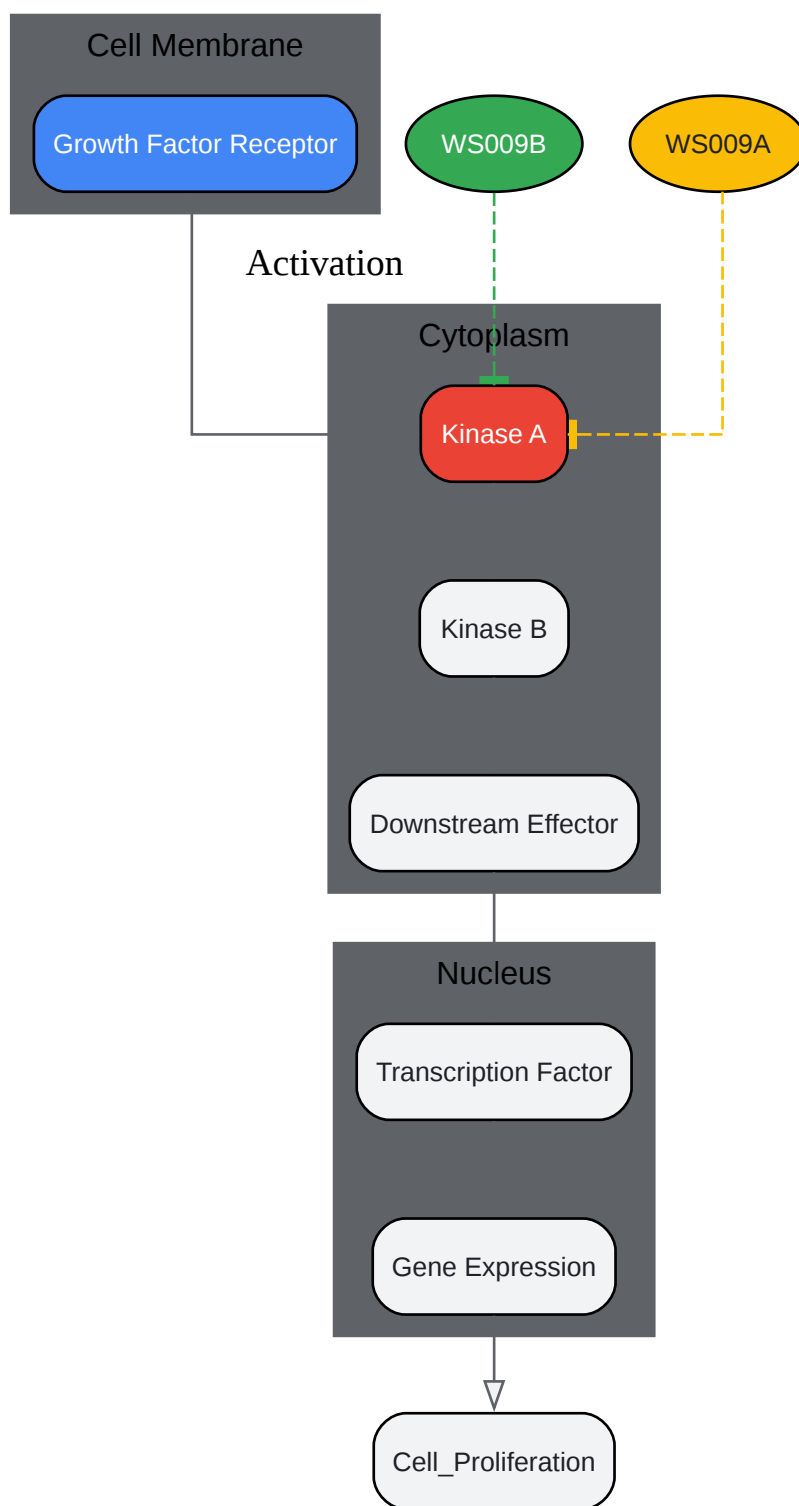 Cell Membrane
Growth Factor Receptor
WS009B
WS009A
Activation
Cytoplasm
Kinase A
Kinase B
Downstream Effector
Nucleus
Transcription Factor
Gene Expression
Cell_Proliferation